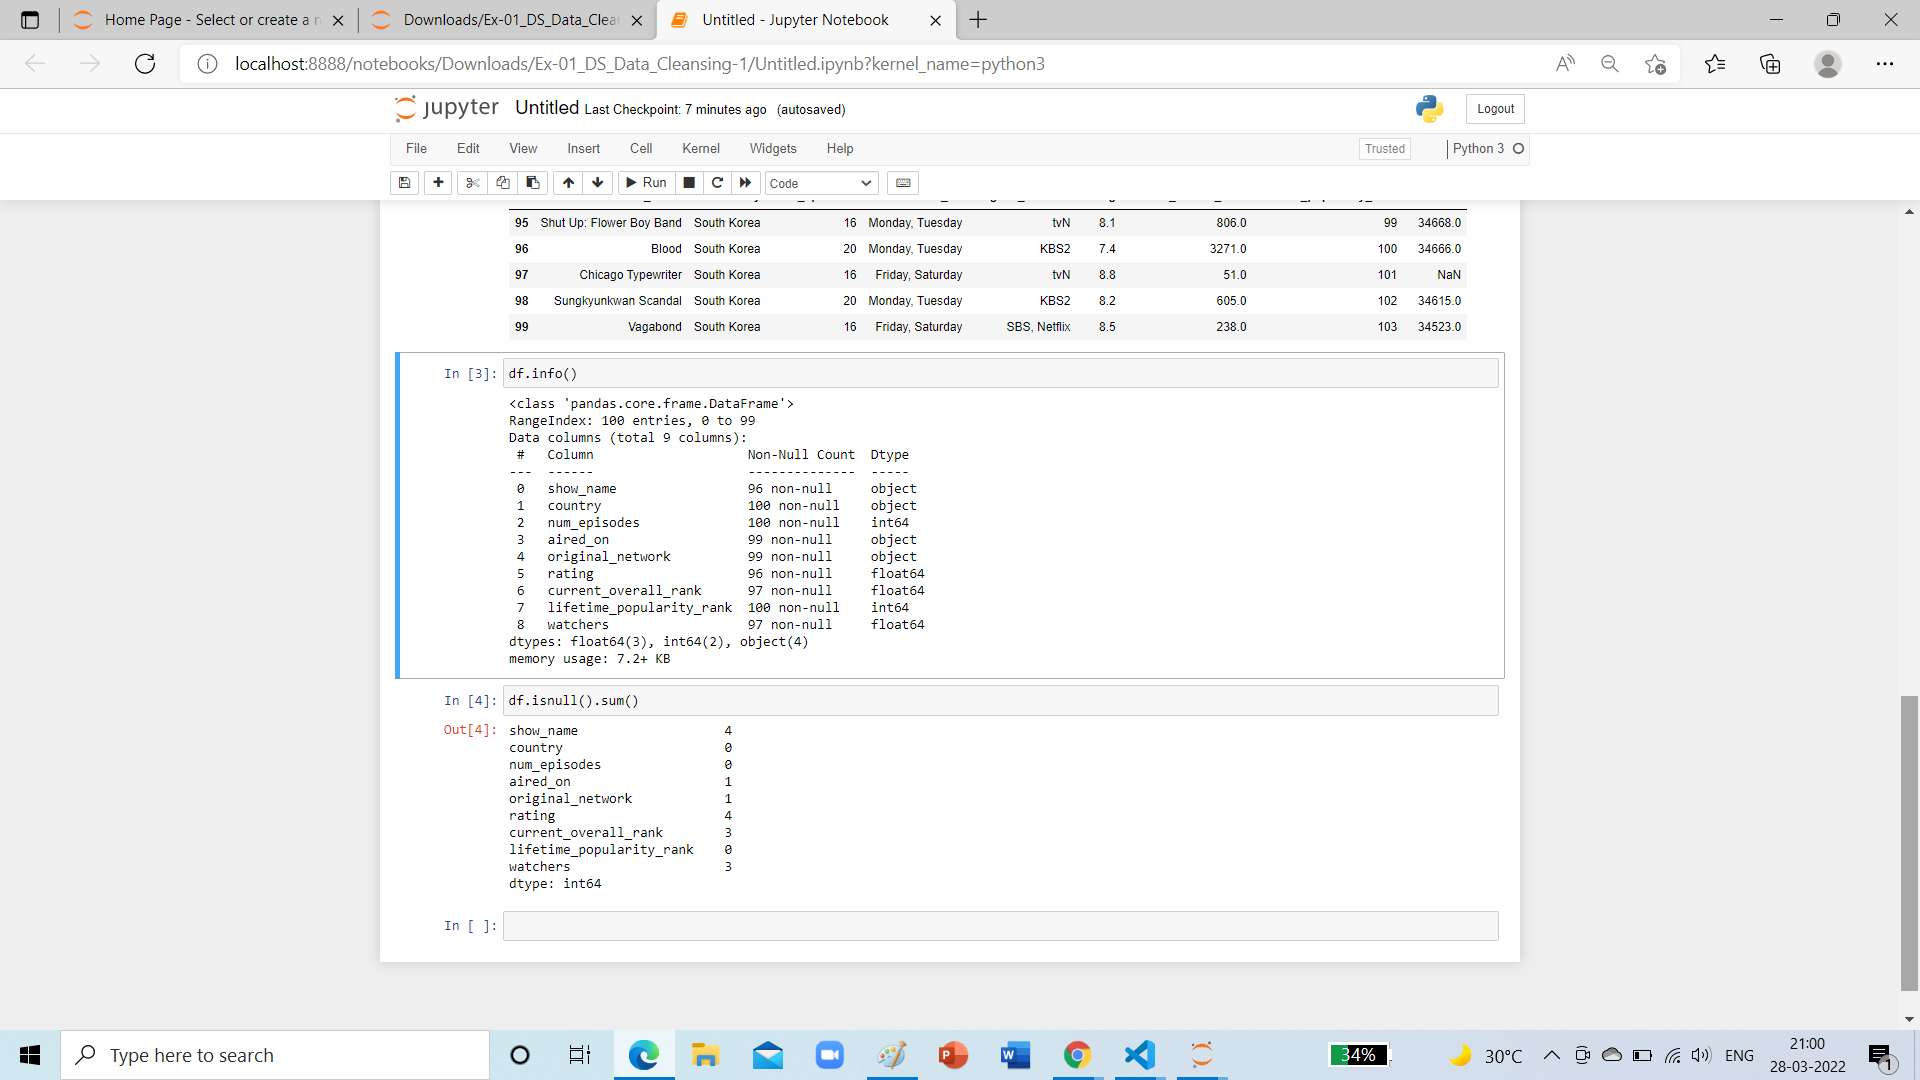 Home Page - Select or create a n
Downloads/Ex-01_DS_Data_Clea
Untitled - Jupyter Notebook
localhost:8888/notebooks/Downloads/Ex-01_DS_Data_Cleansing-1/Untitled.ipynb?kernel_name=python3
jupyter Untitled Last Checkpoint: 7 minutes ago (autosaved) Logout
File Edit View Insert Cell Kernel Widgets Help Trusted Python 3
Run Code
95 Shut Up: Flower Boy Band South Korea 16 Monday, Tuesday tvN 8.1 806.0 99 34668.0
96 Blood South Korea 20 Monday, Tuesday KBS2 7.4 3271.0 100 34666.0
97 Chicago Typewriter South Korea 16 Friday, Saturday tvN 8.8 51.0 101 NaN
98 Sungkyunkwan Scandal South Korea 20 Monday, Tuesday KBS2 8.2 605.0 102 34615.0
99 Vagabond South Korea 16 Friday, Saturday SBS, Netflix 8.5 238.0 103 34523.0
In [3]: df.info()
<class 'pandas.core.frame.DataFrame'>
RangeIndex: 100 entries, 0 to 99
Data columns (total 9 columns):
# Column Non-Null Count Dtype
--- ------ -------------- -----
0 show_name 96 non-null object
1 country 100 non-null object
2 num_episodes 100 non-null int64
3 aired_on 99 non-null object
4 original_network 99 non-null object
5 rating 96 non-null float64
6 current_overall_rank 97 non-null float64
7 lifetime_popularity_rank 100 non-null int64
8 watchers 97 non-null float64
dtypes: float64(3), int64(2), object(4)
memory usage: 7.2+ KB
In [4]: df.isnull().sum()
Out[4]: show_name 4
country 0
num_episodes 0
aired_on 1
original_network 1
rating 4
current_overall_rank 3
lifetime_popularity_rank 0
watchers 3
dtype: int64
In [ ]:
Type here to search
34%
30°C
ENG
21:00
28-03-2022
1